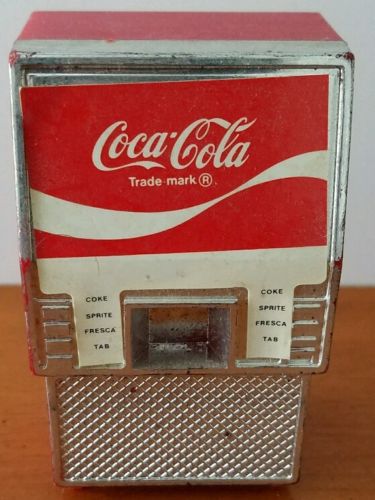 Coca-Cola
Trade-mark ®
COKE
SPRITE
FRESCA
TAB
COKE
SPRITE
FRESCA
TAB